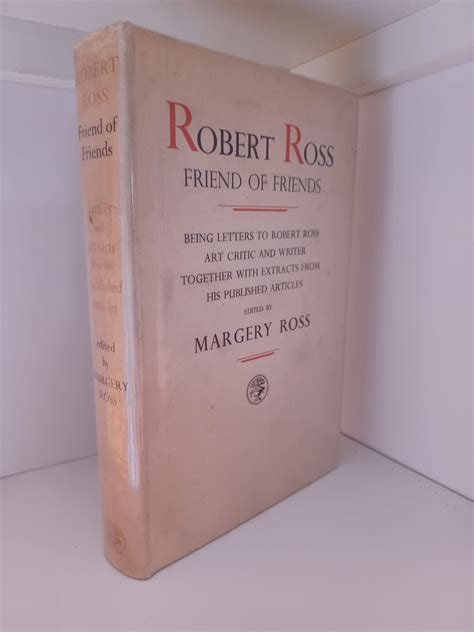 ROBERT
ROSS
Friend of
Friends
edited
by
MARGERY
ROSS
ROBERT ROSS
FRIEND OF FRIENDS
BEING LETTERS TO ROBERT ROSS
ART CRITIC AND WRITER
TOGETHER WITH EXTRACTS FROM
HIS PUBLISHED ARTICLES
EDITED BY
MARGERY ROSS